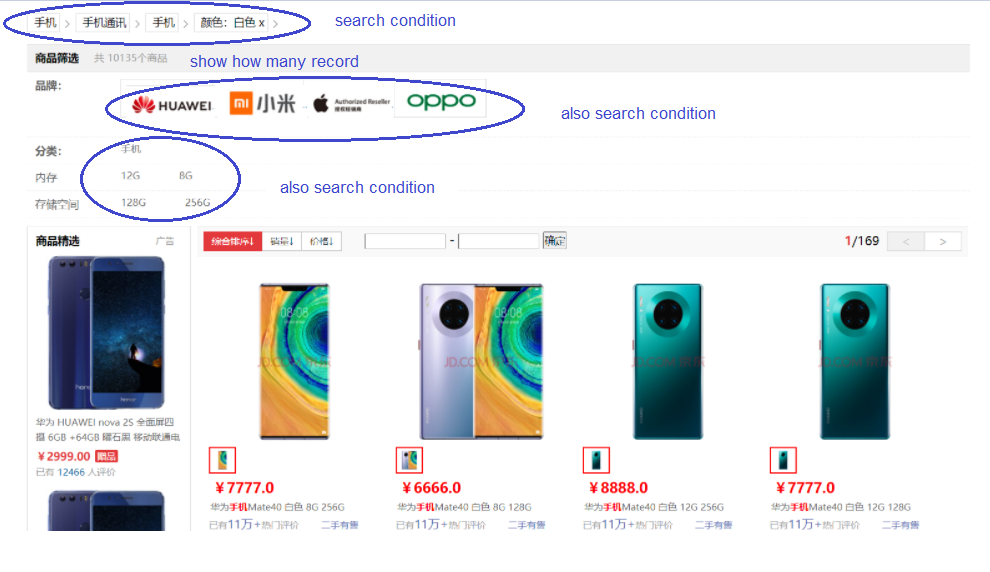 手机 > 手机通讯 > 手机 > 颜色：白色 x > search condition
商品筛选 共 10135个商品 show how many record
品牌：
HUAWEI 小米 Authorized Reseller 授权经销商 oppo
also search condition
分类： 手机
内存 12G 8G also search condition
存储空间 128G 256G
商品精选 广告
综合排序↓ 销量↓ 价格↓ - 确定 1/169 < >
JD.COM
华为 HUAWEI nova 2S 全面屏四
摄 6GB +64GB 曜石黑 移动联通电
￥2999.00 赠品
已有 12466 人评价
￥7777.0 ￥6666.0 ￥8888.0 ￥7777.0
华为手机Mate40 白色 8G 256G 华为手机Mate40 白色 8G 128G 华为手机Mate40 白色 12G 256G 华为手机Mate40 白色 12G 128G
已有11万+热门评价 二手有售 已有11万+热门评价 二手有售 已有11万+热门评价 二手有售 已有11万+热门评价 二手有售